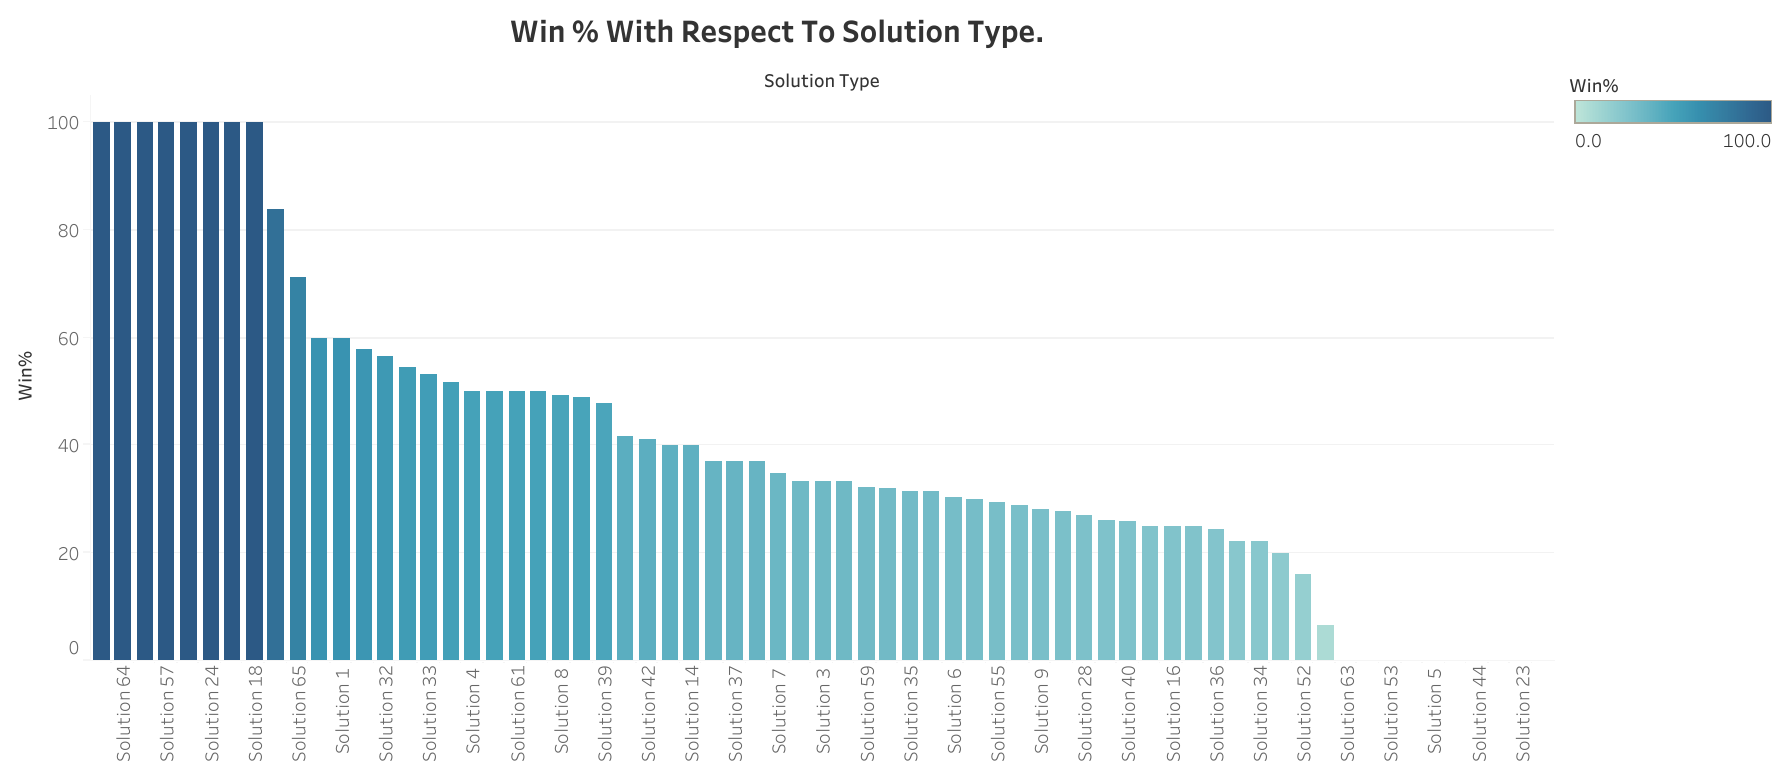 Win % With Respect To Solution Type.
Solution Type
Win%
0.0
100.0
Win%
100
80
60
40
20
0
Solution 64
Solution 57
Solution 24
Solution 18
Solution 65
Solution 1
Solution 32
Solution 33
Solution 4
Solution 61
Solution 8
Solution 39
Solution 42
Solution 14
Solution 37
Solution 7
Solution 3
Solution 59
Solution 35
Solution 6
Solution 55
Solution 9
Solution 28
Solution 40
Solution 16
Solution 36
Solution 34
Solution 52
Solution 63
Solution 53
Solution 5
Solution 44
Solution 23